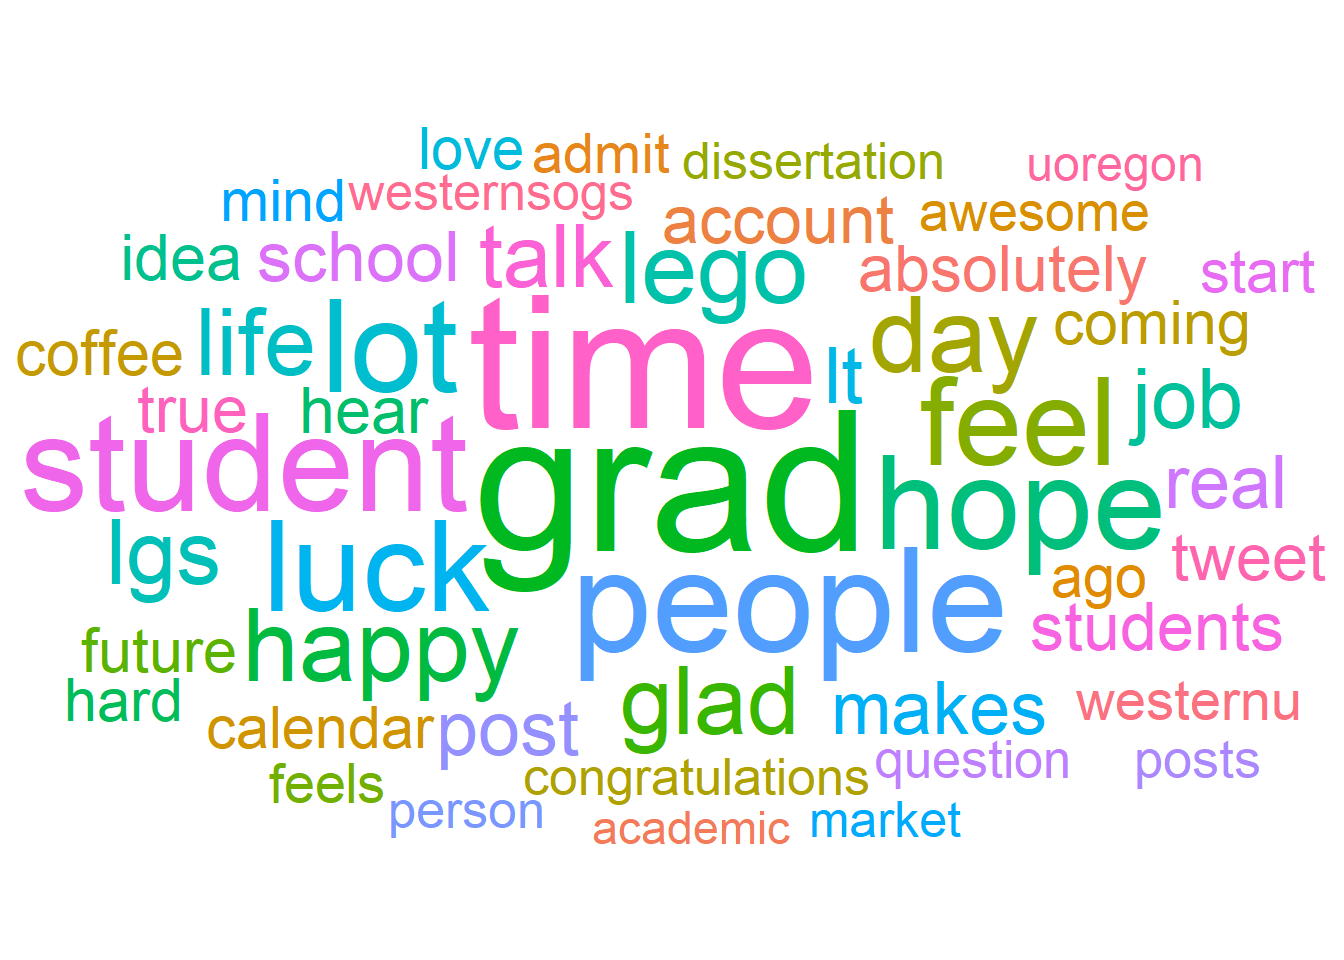 love admit dissertation uoregon
mind westernsogs account awesome
idea school talk lego absolutely start
coffee life lot time lt day coming
true hear feel job
student grad hope real
lgs luck people ago tweet
future happy students
hard glad makes westernu
calendar post question posts
feels congratulations
person academic market